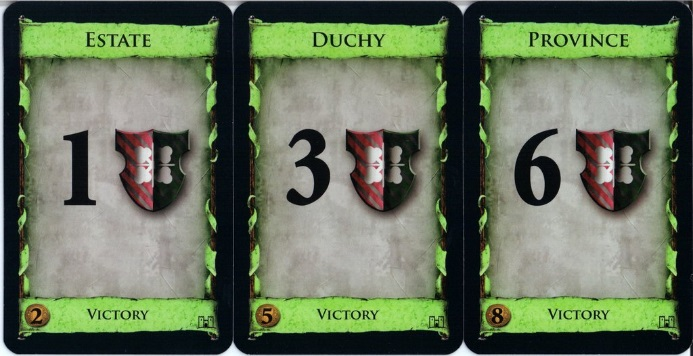 ESTATE
1
2 VICTORY
DUCHY
3
5 VICTORY
PROVINCE
6
8 VICTORY